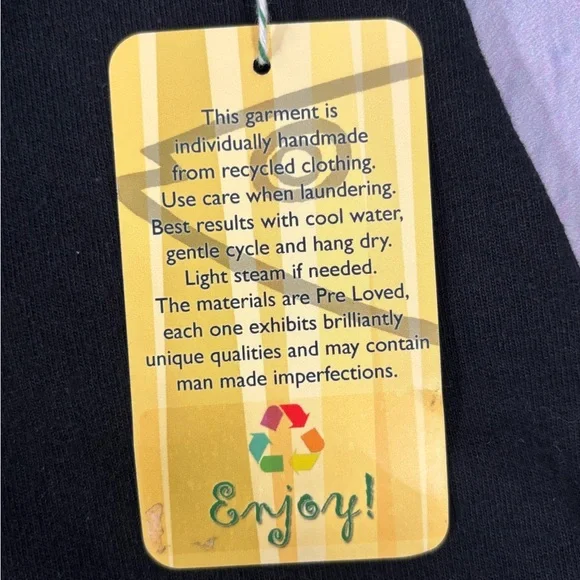 This garment is
individually handmade
from recycled clothing.
Use care when laundering.
Best results with cool water,
gentle cycle and hang dry.
Light steam if needed.
The materials are Pre Loved,
each one exhibits brilliantly
unique qualities and may contain
man made imperfections.
Enjoy!